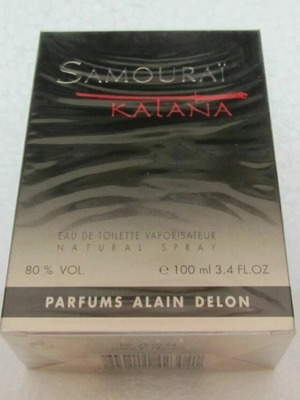 SAMOURAÏ
KATANA
EAU DE TOILETTE VAPORISATEUR
NATURAL SPRAY
80 % VOL.
℮ 100 ml 3.4 FL.OZ
PARFUMS ALAIN DELON